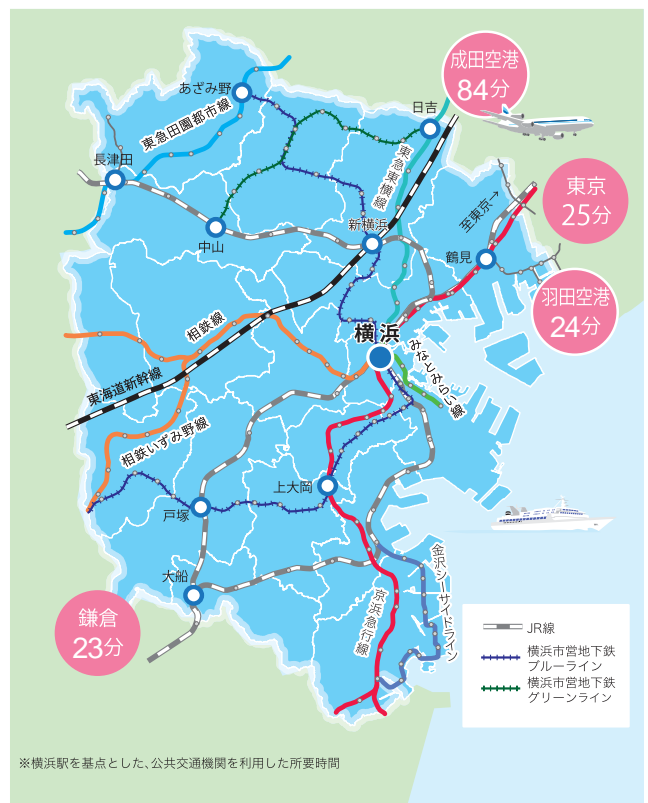 成田空港
84分
あざみ野
日吉
東急田園都市線
長津田
東急東横線
東京
25分
至東京→
中山
新横浜
鶴見
羽田空港
24分
相鉄線
横浜
みなとみらい線
東海道新幹線
相鉄いずみ野線
上大岡
戸塚
大船
金沢シーサイドライン
京浜急行線
鎌倉
23分
JR線
横浜市営地下鉄
ブルーライン
横浜市営地下鉄
グリーンライン
※横浜駅を基点とした、公共交通機関を利用した所要時間